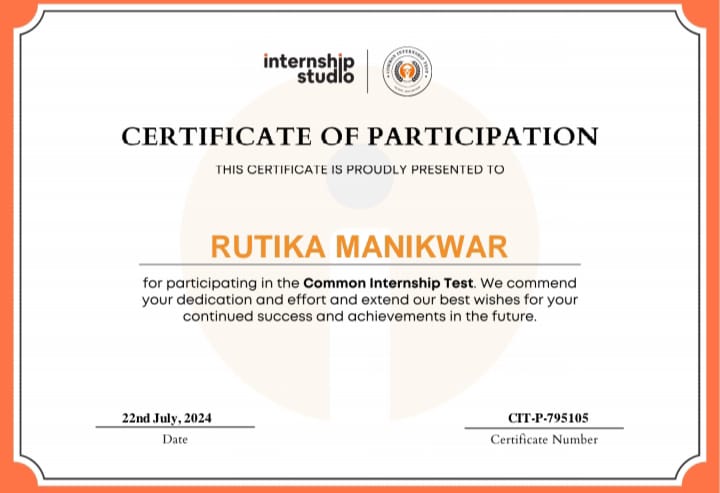 internship
studio
COMMON INTERNSHIP TEST
CERTIFICATE OF PARTICIPATION
THIS CERTIFICATE IS PROUDLY PRESENTED TO
RUTIKA MANIKWAR
for participating in the Common Internship Test. We commend
your dedication and effort and extend our best wishes for your
continued success and achievements in the future.
22nd July, 2024
Date
CIT-P-795105
Certificate Number